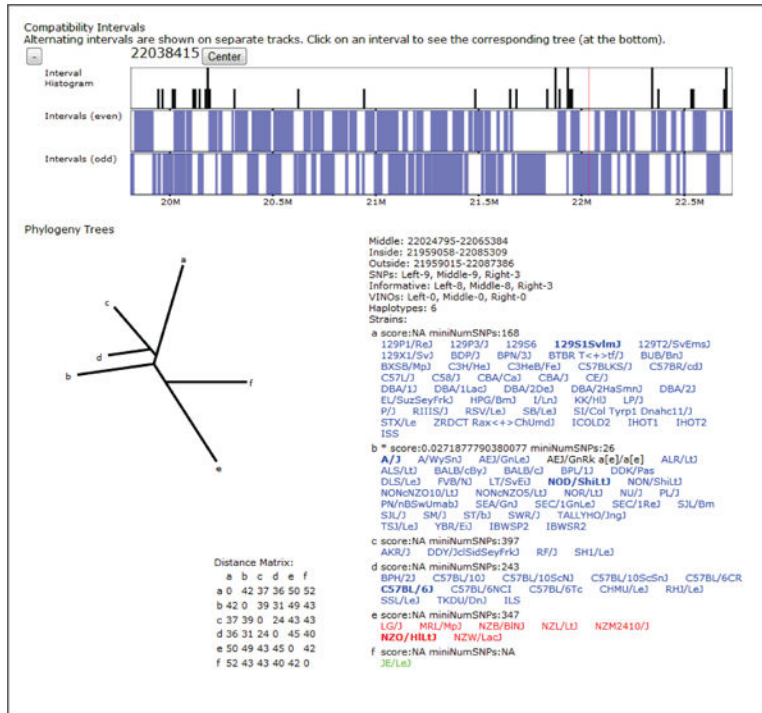 Compatibility Intervals
Alternating intervals are shown on separate tracks. Click on an interval to see the corresponding tree (at the bottom).
- 22038415 Center
Interval
Histogram
Intervals (even)
Intervals (odd)
20M 20.5M 21M 21.5M 22M 22.5M
Phylogeny Trees
a
c
d
b
f
e
Middle: 22024795-22065384
Inside: 21959058-22085309
Outside: 21959015-22087386
SNPs: Left-9, Middle-9, Right-3
Informative: Left-8, Middle-8, Right-3
VINOs: Left-0, Middle-0, Right-0
Haplotypes: 6
Strains:
a score:NA miniNumSNPs:168
129P1/ReJ 129P3/J 129S6 129S1SvlmJ 129T2/SvEmsJ
129X1/SvJ BDP/J BPN/3J BTBR T<+>tf/J BUB/BnJ
BXSB/MpJ C3H/HeJ C3HeB/FeJ C57BLKS/J C57BR/cdJ
C57L/J C58/J CBA/CaJ CBA/J CE/J
DBA/1J DBA/1LacJ DBA/2DeJ DBA/2HaSmnJ DBA/2J
EL/SuzSeyFrkJ HPG/BmJ I/LnJ KK/HlJ LP/J
P/J RIIIS/J RSV/LeJ SB/LeJ SI/Col Tyrp1 Dnahc11/J
STX/Le ZRDCT Rax<+>ChUmdJ ICOLD2 IHOT1 IHOT2
ISS
b * score:0.0271877790380077 miniNumSNPs:26
A/J A/WySnJ AEJ/GnLeJ AEJ/GnRk a[e]/a[e] ALR/LtJ
ALS/LtJ BALB/cByJ BALB/cJ BPL/1J DDK/Pas
DLS/LeJ FVB/NJ LT/SvEiJ NOD/ShiLtJ NON/ShiLtJ
NONcNZO10/LtJ NONcNZO5/LtJ NOR/LtJ NU/J PL/J
PN/nBSwUmabJ SEA/GnJ SEC/1GnLeJ SEC/1ReJ SJL/Bm
SJL/J SM/J ST/bJ SWR/J TALLYHO/JngJ
TSJ/LeJ YBR/EiJ IBWSP2 IBWSR2
c score:NA miniNumSNPs:397
AKR/J DDY/JclSidSeyFrkJ RF/J SH1/LeJ
d score:NA miniNumSNPs:243
BPH/2J C57BL/10J C57BL/10ScNJ C57BL/10ScSnJ C57BL/6CR
C57BL/6J C57BL/6NCI C57BL/6Tc CHMU/LeJ RHJ/LeJ
SSL/LeJ TKDU/DnJ ILS
e score:NA miniNumSNPs:347
LG/J MRL/MpJ NZB/BlNJ NZL/LtJ NZM2410/J
NZO/HlLtJ NZW/LacJ
f score:NA miniNumSNPs:NA
JE/LeJ
Distance Matrix:
a b c d e f
a 0 42 37 36 50 52
b 42 0 39 31 49 43
c 37 39 0 24 43 43
d 36 31 24 0 45 40
e 50 49 43 45 0 42
f 52 43 43 40 42 0